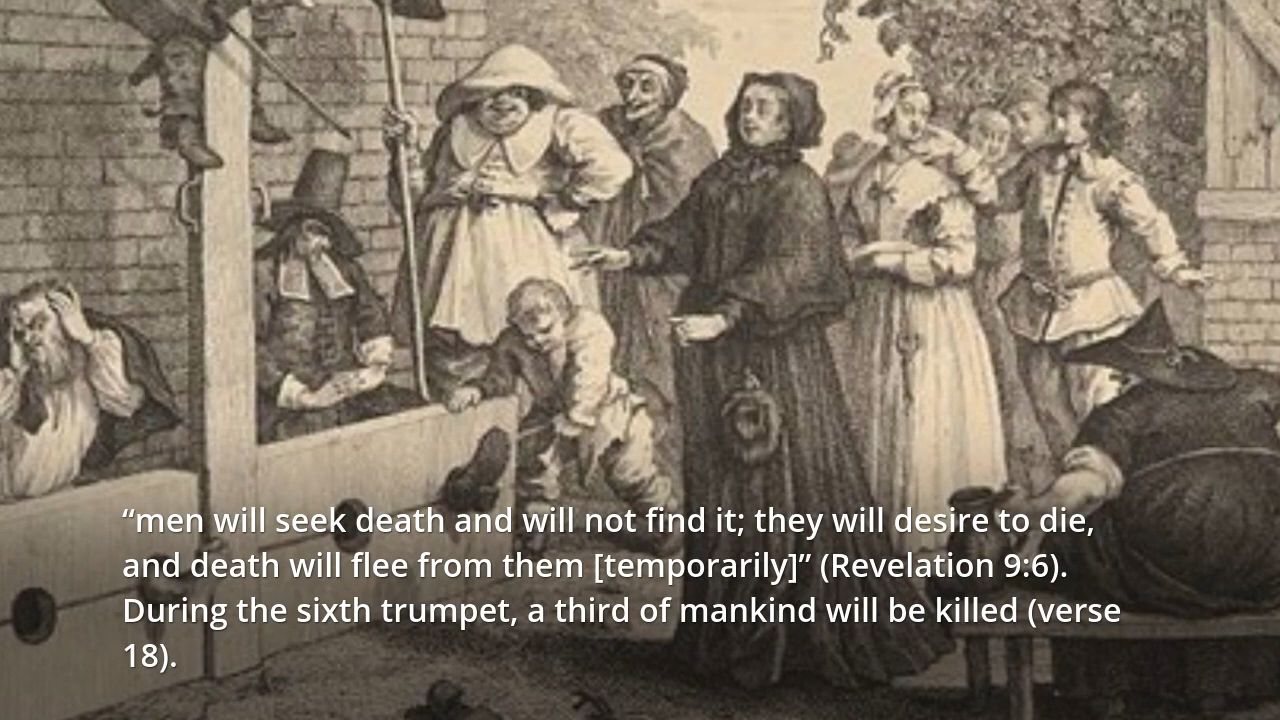 “men will seek death and will not find it; they will desire to die,
and death will flee from them [temporarily]” (Revelation 9:6).
During the sixth trumpet, a third of mankind will be killed (verse
18).